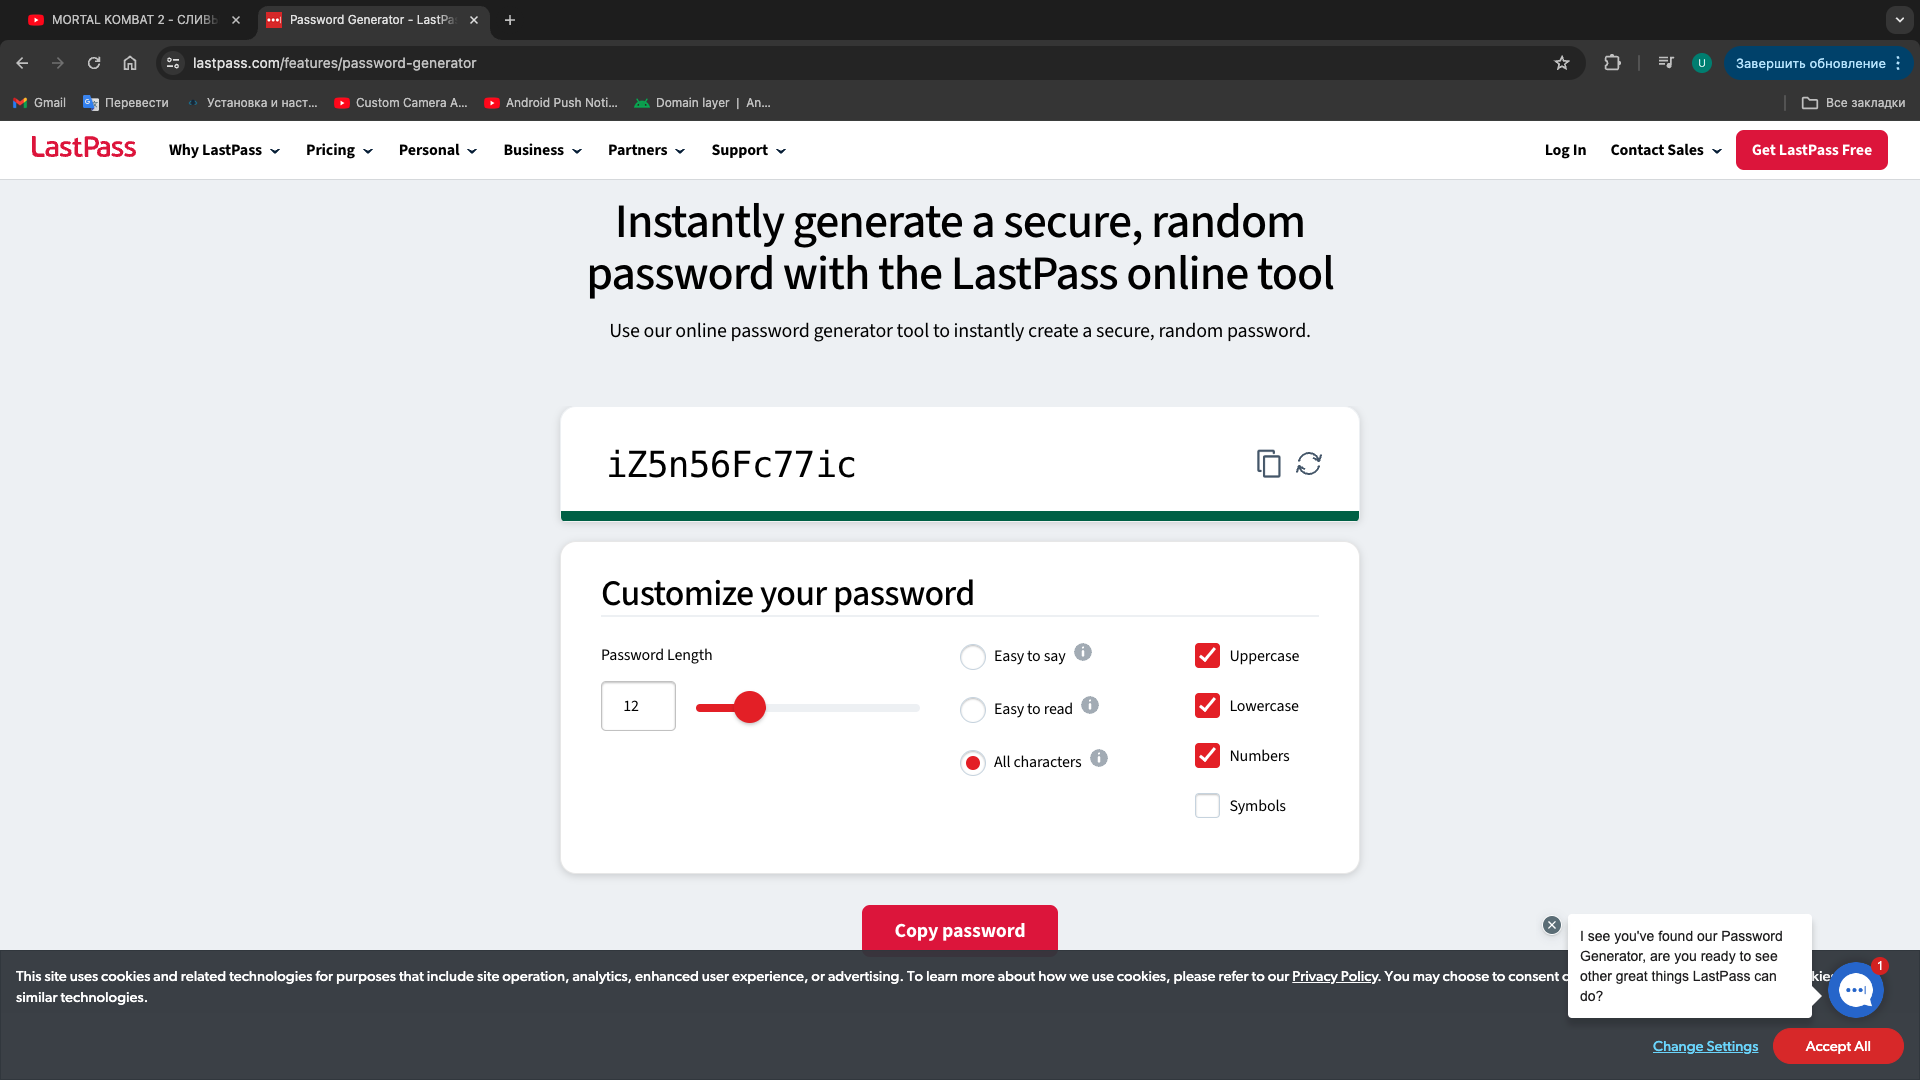 MORTAL KOMBAT 2 - СЛИВЬ
Password Generator - LastPa
lastpass.com/features/password-generator
U
Завершить обновление
Gmail
Перевести
Установка и наст...
Custom Camera A...
Android Push Noti...
Domain layer | An...
Все закладки
LastPass
Why LastPass
Pricing
Personal
Business
Partners
Support
Log In
Contact Sales
Get LastPass Free
Instantly generate a secure, random
password with the LastPass online tool
Use our online password generator tool to instantly create a secure, random password.
iZ5n56Fc77ic
Customize your password
Password Length
12
Easy to say
Easy to read
All characters
Uppercase
Lowercase
Numbers
Symbols
Copy password
I see you've found our Password
Generator, are you ready to see
other great things LastPass can
do?
1
This site uses cookies and related technologies for purposes that include site operation, analytics, enhanced user experience, or advertising. To learn more about how we use cookies, please refer to our Privacy Policy. You may choose to consent
similar technologies.
Change Settings
Accept All